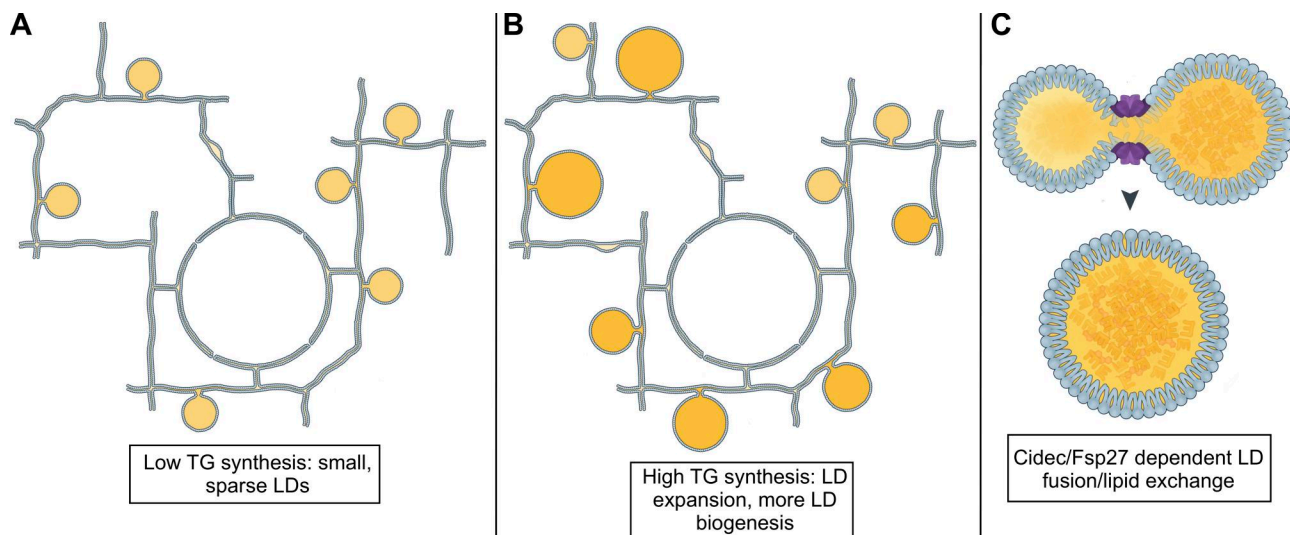 A
B
C
Low TG synthesis: small,
sparse LDs
High TG synthesis: LD
expansion, more LD
biogenesis
Cidec/Fsp27 dependent LD
fusion/lipid exchange